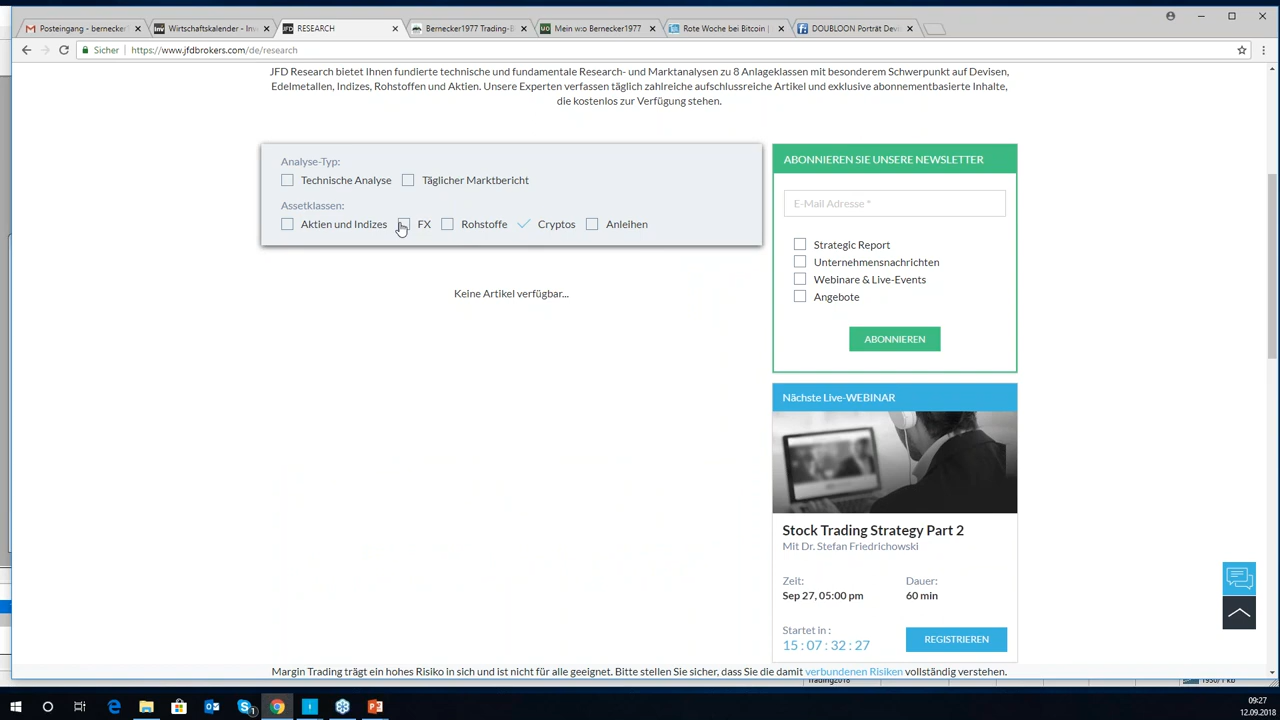 Posteingang - bernecker
Wirtschaftskalender - Inv
RESEARCH
Bernecker1977 Trading-B
Mein w:o Bernecker1977
Rote Woche bei Bitcoin |
DOUBLOON Porträt Devi
Sicher
https://www.jfdbrokers.com/de/research
JFD Research bietet Ihnen fundierte technische und fundamentale Research- und Marktanalysen zu 8 Anlageklassen mit besonderem Schwerpunkt auf Devisen,
Edelmetallen, Indizes, Rohstoffen und Aktien. Unsere Experten verfassen täglich zahlreiche aufschlussreiche Artikel und exklusive abonnementbasierte Inhalte,
die kostenlos zur Verfügung stehen.
Analyse-Typ:
Technische Analyse Täglicher Marktbericht
Assetklassen:
Aktien und Indizes FX Rohstoffe Cryptos Anleihen
Keine Artikel verfügbar...
ABONNIEREN SIE UNSERE NEWSLETTER
E-Mail Adresse *
Strategic Report
Unternehmensnachrichten
Webinare & Live-Events
Angebote
ABONNIEREN
Nächste Live-WEBINAR
Stock Trading Strategy Part 2
Mit Dr. Stefan Friedrichowski
Zeit: Dauer:
Sep 27, 05:00 pm 60 min
Startet in :
15 : 07 : 32 : 27
REGISTRIEREN
Margin Trading trägt ein hohes Risiko in sich und ist nicht für alle geeignet. Bitte stellen Sie sicher, dass Sie die damit verbundenen Risiken vollständig verstehen.
09:27
12.09.2018